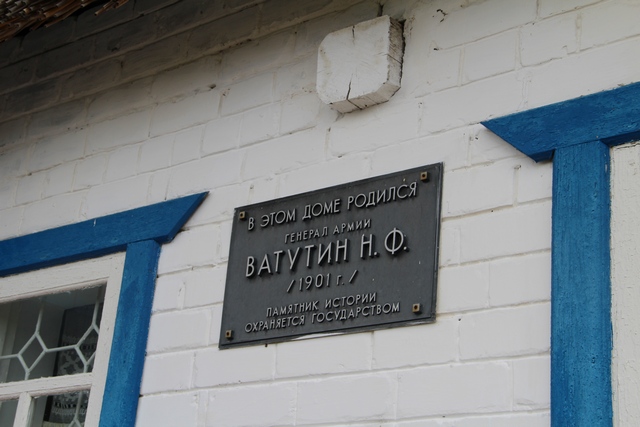 В ЭТОМ ДОМЕ РОДИЛСЯ
ГЕНЕРАЛ АРМИИ
ВАТУТИН Н. Ф.
/1901 г./
ПАМЯТНИК ИСТОРИИ
ОХРАНЯЕТСЯ ГОСУДАРСТВОМ